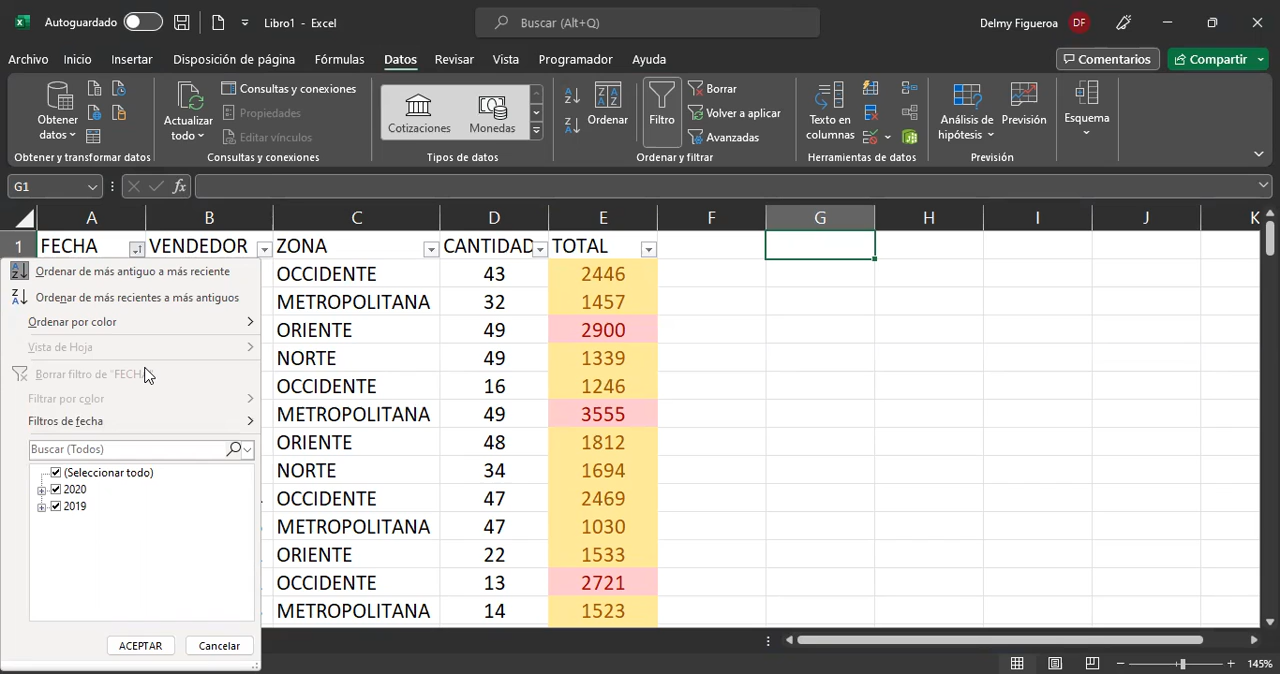 Autoguardado
Libro1 - Excel
Buscar (Alt+Q)
Delmy Figueroa
DF
Archivo Inicio Insertar Disposición de página Fórmulas Datos Revisar Vista Programador Ayuda
Comentarios
Compartir
Obtener datos
Obtener y transformar datos
Actualizar todo
Consultas y conexiones
Propiedades
Editar vínculos
Consultas y conexiones
Cotizaciones
Monedas
Tipos de datos
Ordenar
Filtro
Borrar
Volver a aplicar
Avanzadas
Ordenar y filtrar
Texto en columnas
Herramientas de datos
Análisis de hipótesis
Previsión
Previsión
Esquema
G1
fx
A B C D E F G H I J K
1 FECHA VENDEDOR ZONA CANTIDAD TOTAL
OCCIDENTE 43 2446
METROPOLITANA 32 1457
ORIENTE 49 2900
NORTE 49 1339
OCCIDENTE 16 1246
METROPOLITANA 49 3555
ORIENTE 48 1812
NORTE 34 1694
OCCIDENTE 47 2469
METROPOLITANA 47 1030
ORIENTE 22 1533
OCCIDENTE 13 2721
METROPOLITANA 14 1523
Ordenar de más antiguo a más reciente
Ordenar de más recientes a más antiguos
Ordenar por color
Vista de Hoja
Borrar filtro de "FECH
Filtrar por color
Filtros de fecha
Buscar (Todos)
(Seleccionar todo)
2020
2019
ACEPTAR
Cancelar
145%